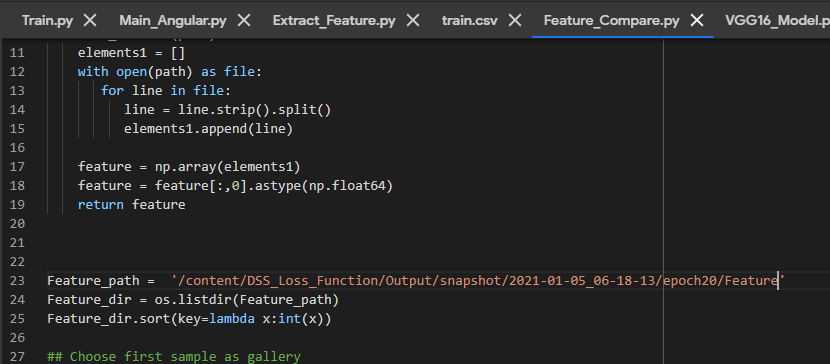 Train.py X Main_Angular.py X Extract_Feature.py X train.csv X Feature_Compare.py X VGG16_Model.p
11 elements1 = []
12 with open(path) as file:
13 for line in file:
14 line = line.strip().split()
15 elements1.append(line)
16
17 feature = np.array(elements1)
18 feature = feature[:,0].astype(np.float64)
19 return feature
20
21
22
23 Feature_path =  '/content/DSS_Loss_Function/Output/snapshot/2021-01-05_06-18-13/epoch20/Feature'
24 Feature_dir = os.listdir(Feature_path)
25 Feature_dir.sort(key=lambda x:int(x))
26
27 ## Choose first sample as gallery